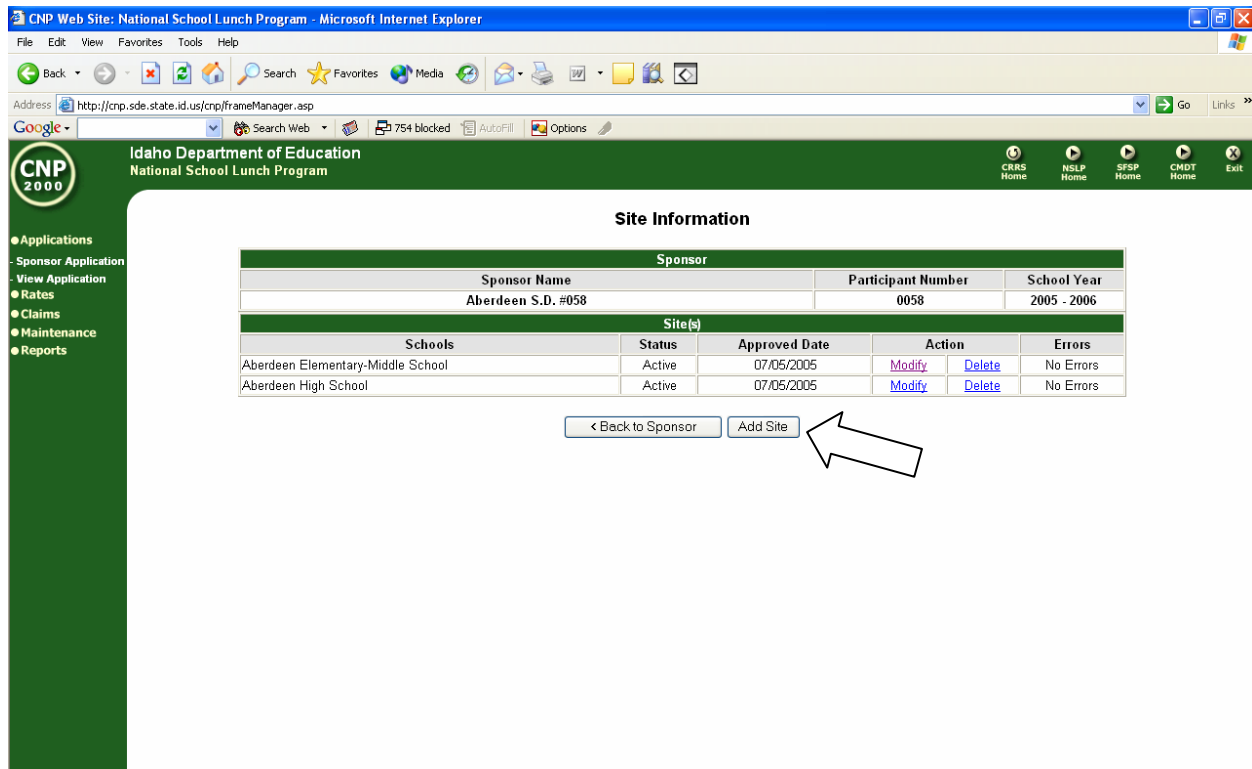 CNP Web Site: National School Lunch Program - Microsoft Internet Explorer
File Edit View Favorites Tools Help
Back Search Favorites Media
Address http://cnp.sde.state.id.us/cnp/frameManager.asp Go Links »
Google Search Web 754 blocked AutoFill Options
CNP 2000
Idaho Department of Education
National School Lunch Program
CRRS Home NSLP Home SFSP Home CMDT Home Exit
Applications
- Sponsor Application
- View Application
Rates
Claims
Maintenance
Reports
Site Information
Sponsor
Sponsor Name Participant Number School Year
Aberdeen S.D. #058 0058 2005 - 2006
Site(s)
Schools Status Approved Date Action Errors
Aberdeen Elementary-Middle School Active 07/05/2005 Modify Delete No Errors
Aberdeen High School Active 07/05/2005 Modify Delete No Errors
< Back to Sponsor Add Site